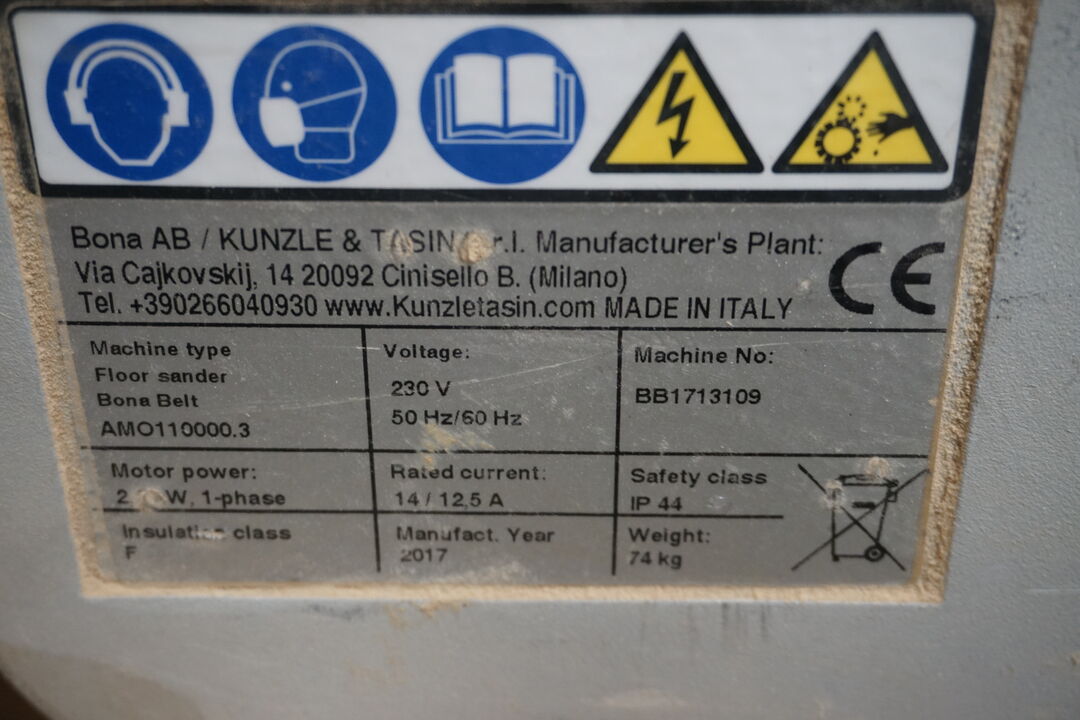 Bona AB / KUNZLE & TASIN r.l. Manufacturer's Plant:
Via Cajkovskij, 14 20092 Cinisello B. (Milano)
Tel. +390266040930 www.Kunzletasin.com MADE IN ITALY
CE
Machine type
Floor sander
Bona Belt
AMO110000.3
Voltage:
230 V
50 Hz/60 Hz
Machine No:
BB1713109
Motor power:
1-phase
Rated current:
14 / 12,5 A
Safety class
IP 44
Insulation class
F
Manufact. Year
2017
Weight:
74 kg